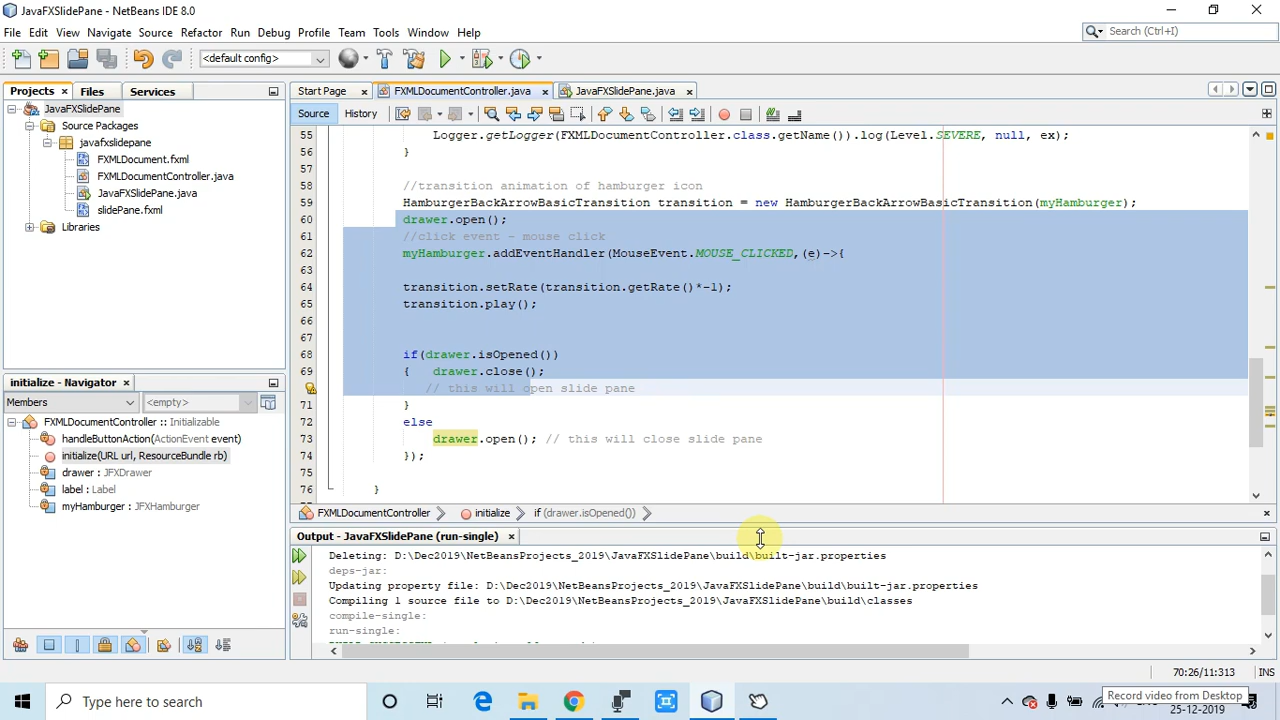 JavaFXSlidePane - NetBeans IDE 8.0
File Edit View Navigate Source Refactor Run Debug Profile Team Tools Window Help
Search (Ctrl+I)
<default config>
Projects Files Services
JavaFXSlidePane
Source Packages
javafxslidepane
FXMLDocument.fxml
FXMLDocumentController.java
JavaFXSlidePane.java
slidePane.fxml
Libraries
initialize - Navigator
Members <empty>
FXMLDocumentController :: Initializable
handleButtonAction(ActionEvent event)
initialize(URL url, ResourceBundle rb)
drawer : JFXDrawer
label : Label
myHamburger : JFXHamburger
Start Page FXMLDocumentController.java JavaFXSlidePane.java
Source History
55 Logger.getLogger(FXMLDocumentController.class.getName()).log(Level.SEVERE, null, ex);
56 }
57
58 //transition animation of hamburger icon
59 HamburgerBackArrowBasicTransition transition = new HamburgerBackArrowBasicTransition(myHamburger);
60 drawer.open();
61 //click event - mouse click
62 myHamburger.addEventHandler(MouseEvent.MOUSE_CLICKED,(e)->{
63
64 transition.setRate(transition.getRate()*-1);
65 transition.play();
66
67
68 if(drawer.isOpened())
69 { drawer.close();
// this will open slide pane
71 }
72 else
73 drawer.open(); // this will close slide pane
74 });
75
76 }
FXMLDocumentController initialize if (drawer.isOpened())
Output - JavaFXSlidePane (run-single)
Deleting: D:\Dec2019\NetBeansProjects_2019\JavaFXSlidePane\build\built-jar.properties
deps-jar:
Updating property file: D:\Dec2019\NetBeansProjects_2019\JavaFXSlidePane\build\built-jar.properties
Compiling 1 source file to D:\Dec2019\NetBeansProjects_2019\JavaFXSlidePane\build\classes
compile-single:
run-single:
70:26/11:313 INS
Type here to search
Record video from Desktop
25-12-2019